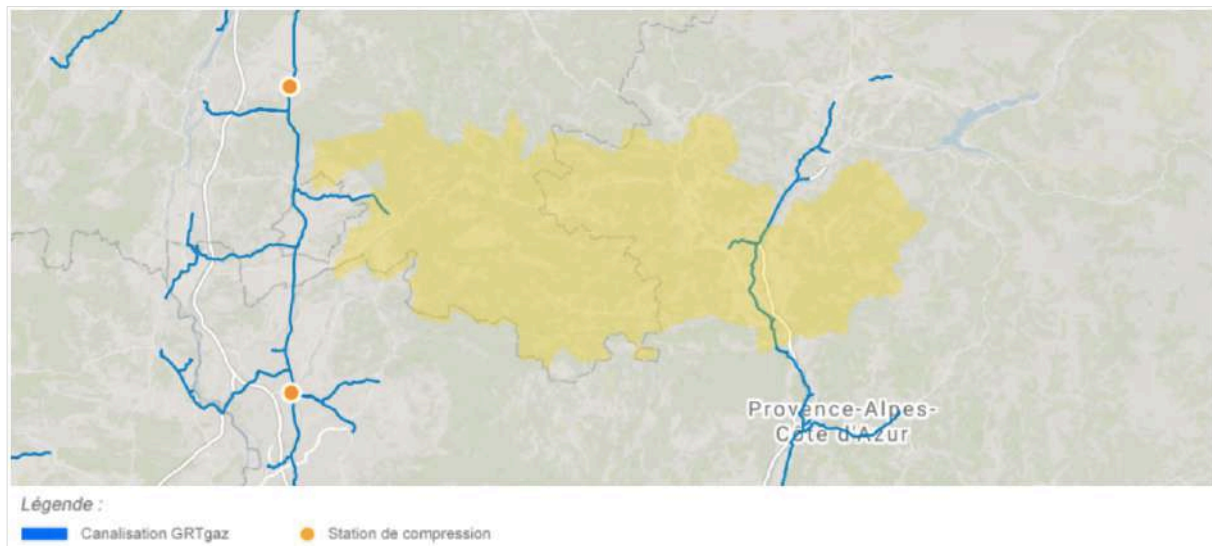 Provence-Alpes-
Côte d'Azur
Légende :
Canalisation GRTgaz
Station de compression